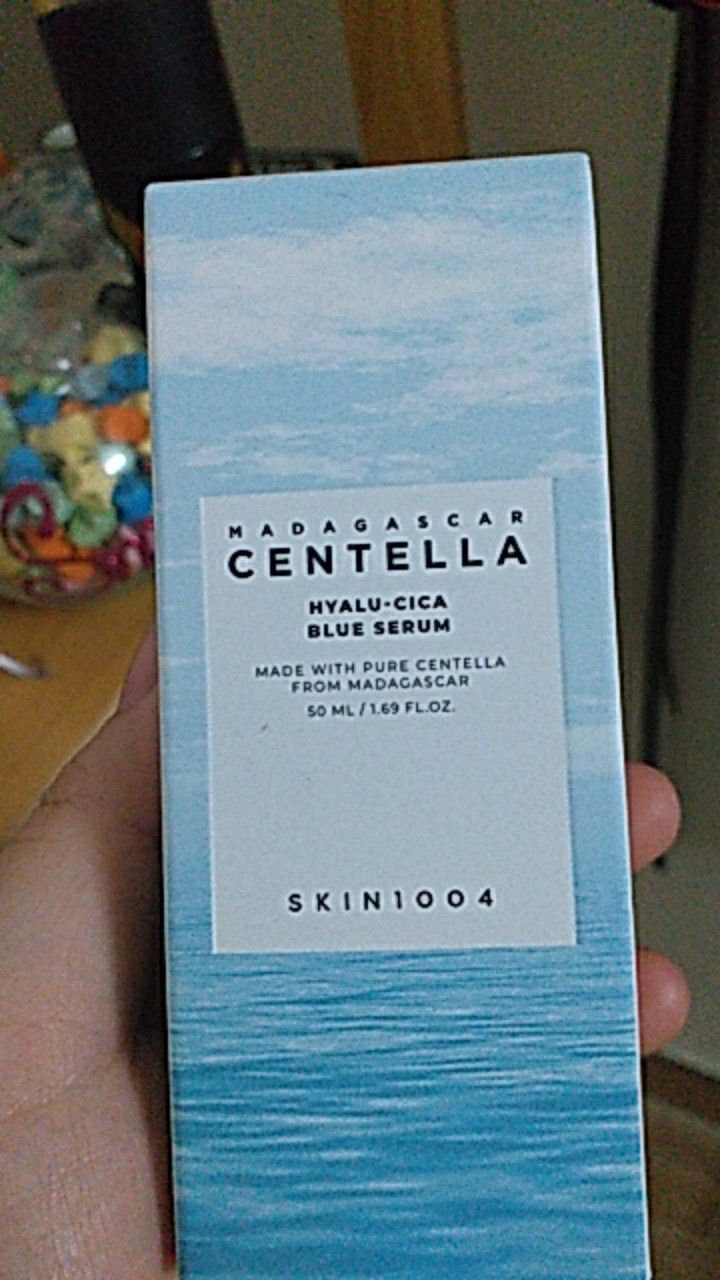 MADAGASCAR
CENTELLA
HYALU-CICA
BLUE SERUM
MADE WITH PURE CENTELLA
FROM MADAGASCAR
50 ML / 1.69 FL.OZ.
SKIN1004